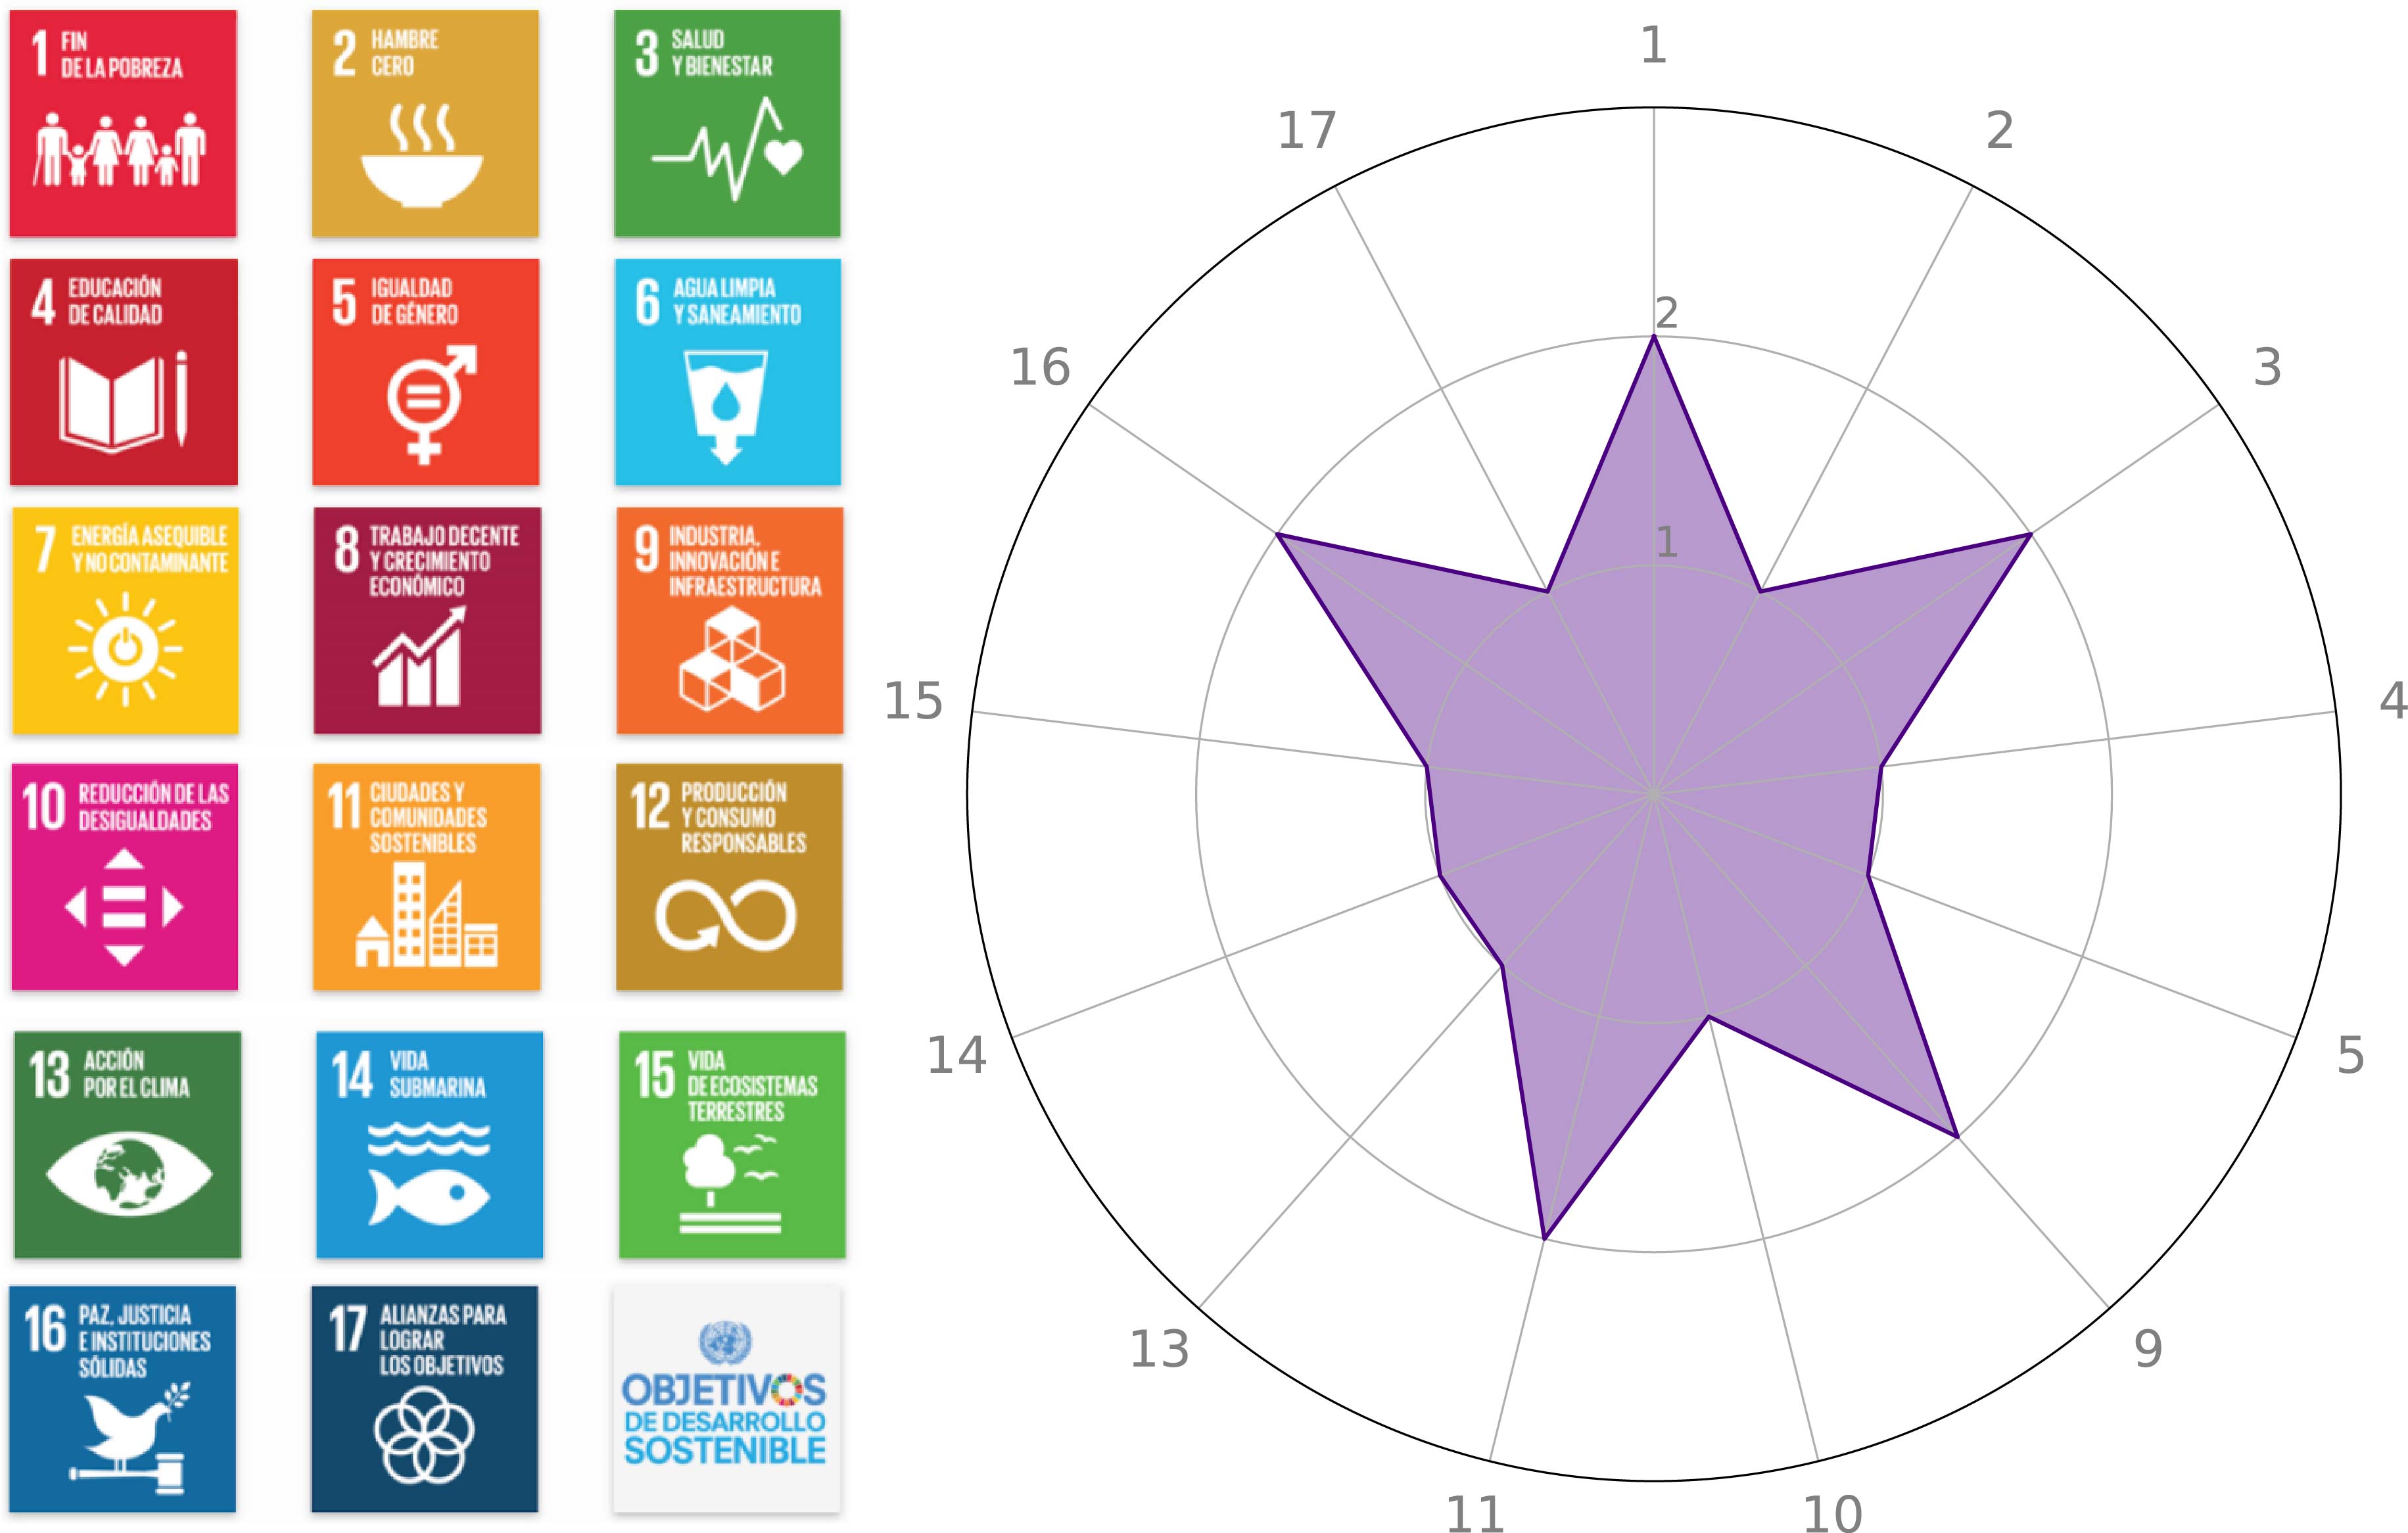 1 FIN
DE LA POBREZA
2 HAMBRE
CERO
3 SALUD
Y BIENESTAR
4 EDUCACIÓN
DE CALIDAD
5 IGUALDAD
DE GÉNERO
6 AGUA LIMPIA
Y SANEAMIENTO
7 ENERGÍA ASEQUIBLE
Y NO CONTAMINANTE
8 TRABAJO DECENTE
Y CRECIMIENTO
ECONÓMICO
9 INDUSTRIA,
INNOVACIÓN E
INFRAESTRUCTURA
10 REDUCCIÓN DE LAS
DESIGUALDADES
11 CIUDADES Y
COMUNIDADES
SOSTENIBLES
12 PRODUCCIÓN
Y CONSUMO
RESPONSABLES
13 ACCIÓN
POR EL CLIMA
14 VIDA
SUBMARINA
15 VIDA
DE ECOSISTEMAS
TERRESTRES
16 PAZ, JUSTICIA
E INSTITUCIONES
SÓLIDAS
17 ALIANZAS PARA
LOGRAR
LOS OBJETIVOS
OBJETIVOS
DE DESARROLLO
SOSTENIBLE
1
2
3
4
5
9
10
11
13
14
15
16
17
2
1